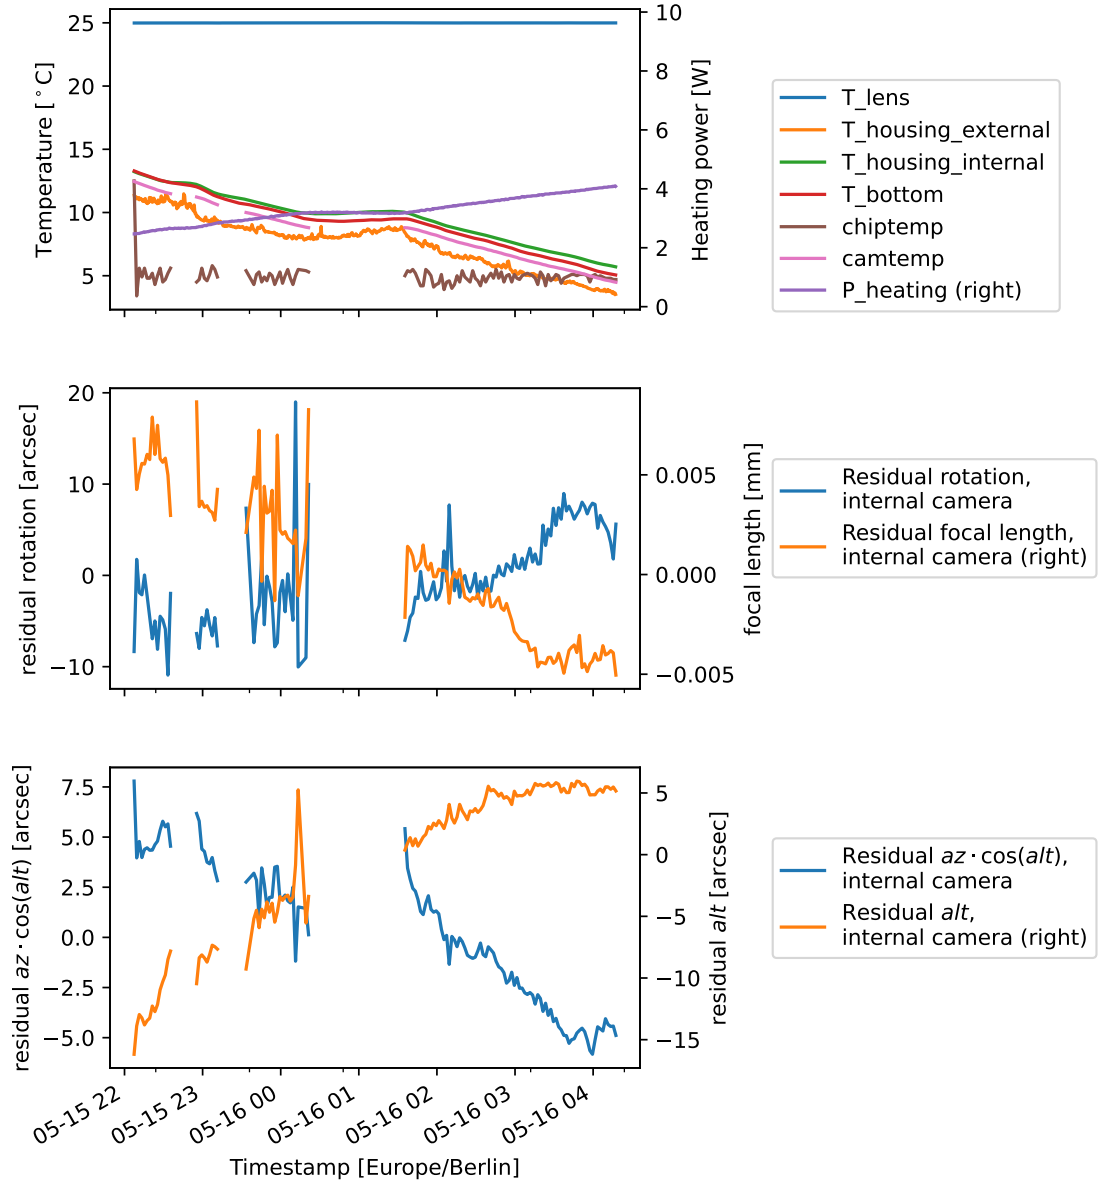 Temperature [°C]
25
20
15
10
5
10
8
6
4
2
0
Heating power [W]
T_lens
T_housing_external
T_housing_internal
T_bottom
chiptemp
camtemp
P_heating (right)
residual rotation [arcsec]
20
10
0
−10
0.005
0.000
−0.005
focal length [mm]
Residual rotation,
internal camera
Residual focal length,
internal camera (right)
residual az · cos(alt) [arcsec]
7.5
5.0
2.5
0.0
−2.5
−5.0
5
0
−5
−10
−15
residual alt [arcsec]
Residual az · cos(alt),
internal camera
Residual alt,
internal camera (right)
05-15 22
05-15 23
05-16 00
05-16 01
05-16 02
05-16 03
05-16 04
Timestamp [Europe/Berlin]